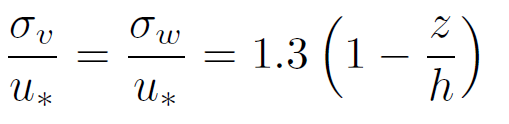 σ_v/u_* = σ_w/u_* = 1.3 (1 − z/h)